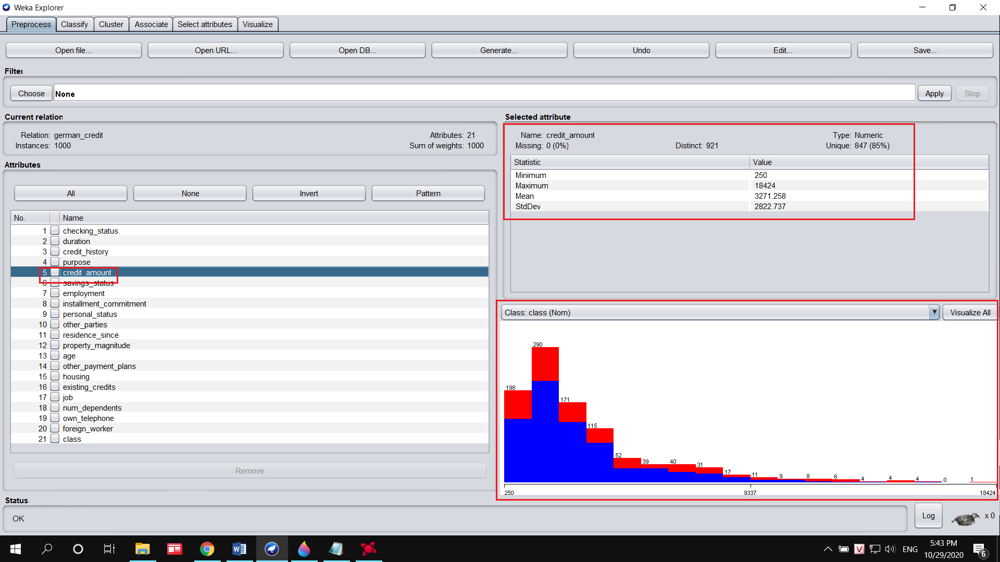 Weka Explorer
Preprocess Classify Cluster Associate Select attributes Visualize
Open file... Open URL... Open DB... Generate... Undo Edit... Save...
Filter
Choose None Apply Stop
Current relation
Relation: german_credit Attributes: 21
Instances: 1000 Sum of weights: 1000
Attributes
All None Invert Pattern
No. Name
1 checking_status
2 duration
3 credit_history
4 purpose
5 credit_amount
6 savings_status
7 employment
8 installment_commitment
9 personal_status
10 other_parties
11 residence_since
12 property_magnitude
13 age
14 other_payment_plans
15 housing
16 existing_credits
17 job
18 num_dependents
19 own_telephone
20 foreign_worker
21 class
Remove
Selected attribute
Name: credit_amount Type: Numeric
Missing: 0 (0%) Distinct: 921 Unique: 847 (85%)
Statistic Value
Minimum 250
Maximum 18424
Mean 3271.258
StdDev 2822.737
Class: class (Nom) Visualize All
198 290 171 115 52 39 40 31 17 11 9 8 6 4 4 4 0 1
250 9337 18424
Status
OK
Log x 0
W V ENG 5:43 PM
10/29/2020 6